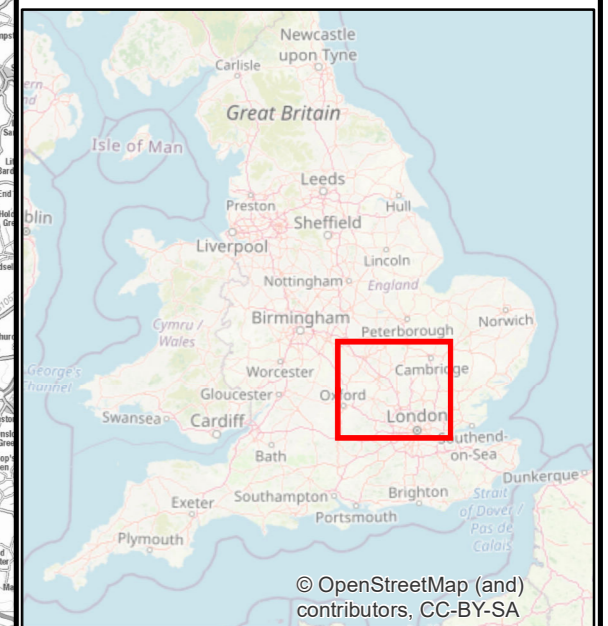 Newcastle
upon Tyne
Carlisle
Great Britain
Isle of Man
Leeds
Preston
Hull
Sheffield
Liverpool
Lincoln
Nottingham
England
Birmingham
Peterborough
Norwich
Cymru /
Wales
Worcester
Cambridge
Gloucester
Oxford
Swansea
Cardiff
London
Southend-
on-Sea
Bath
Dunkerque
Southampton
Brighton
Strait
of Dover /
Pas de
Calais
Exeter
Portsmouth
Plymouth
© OpenStreetMap (and)
contributors, CC-BY-SA